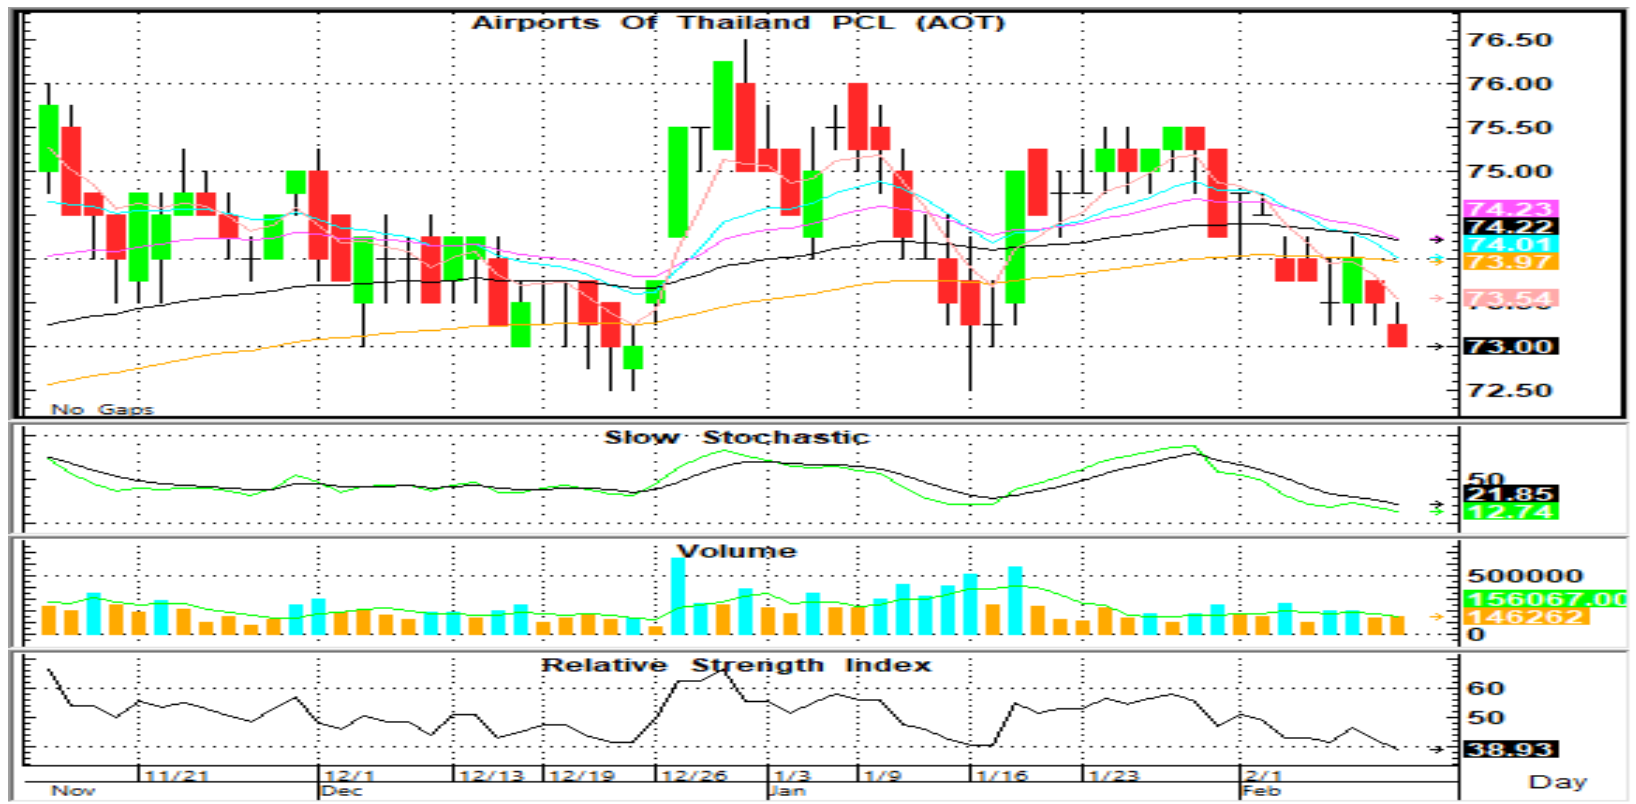 Airports Of Thailand PCL (AOT)
76.50
76.00
75.50
75.00
74.23
74.22
74.01
73.97
73.54
73.00
72.50
No Gaps
Slow Stochastic
50
21.85
12.74
Volume
500000
156067.00
146262
0
Relative Strength Index
60
50
38.93
11/21 12/1 12/13 12/19 12/26 1/3 1/9 1/16 1/23 2/1
Nov Dec Jan Feb
Day